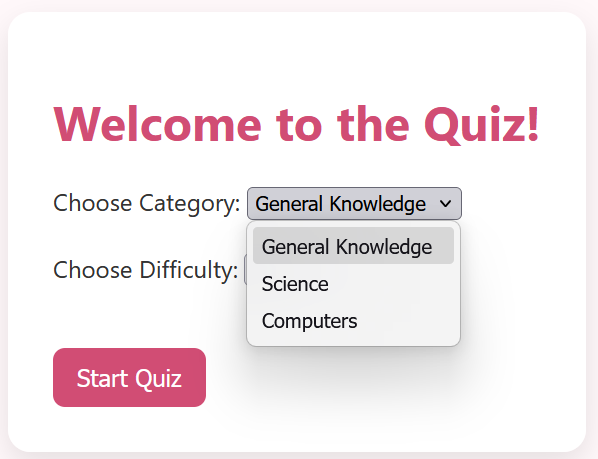 Welcome to the Quiz!
Choose Category: General Knowledge
General Knowledge
Choose Difficulty:
Science
Computers
Start Quiz